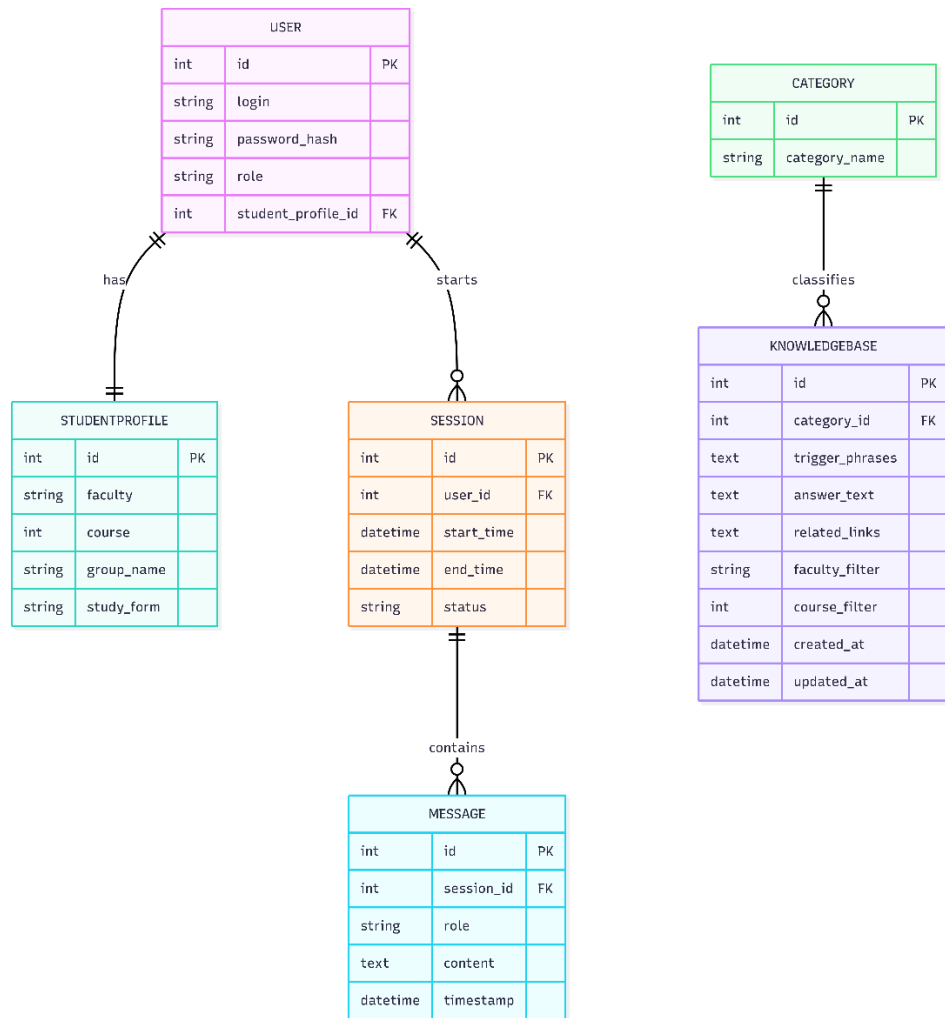 USER
int id PK
string login
string password_hash
string role
int student_profile_id FK
CATEGORY
int id PK
string category_name
has
starts
classifies
STUDENTPROFILE
int id PK
string faculty
int course
string group_name
string study_form
SESSION
int id PK
int user_id FK
datetime start_time
datetime end_time
string status
KNOWLEDGEBASE
int id PK
int category_id FK
text trigger_phrases
text answer_text
text related_links
string faculty_filter
int course_filter
datetime created_at
datetime updated_at
contains
MESSAGE
int id PK
int session_id FK
string role
text content
datetime timestamp